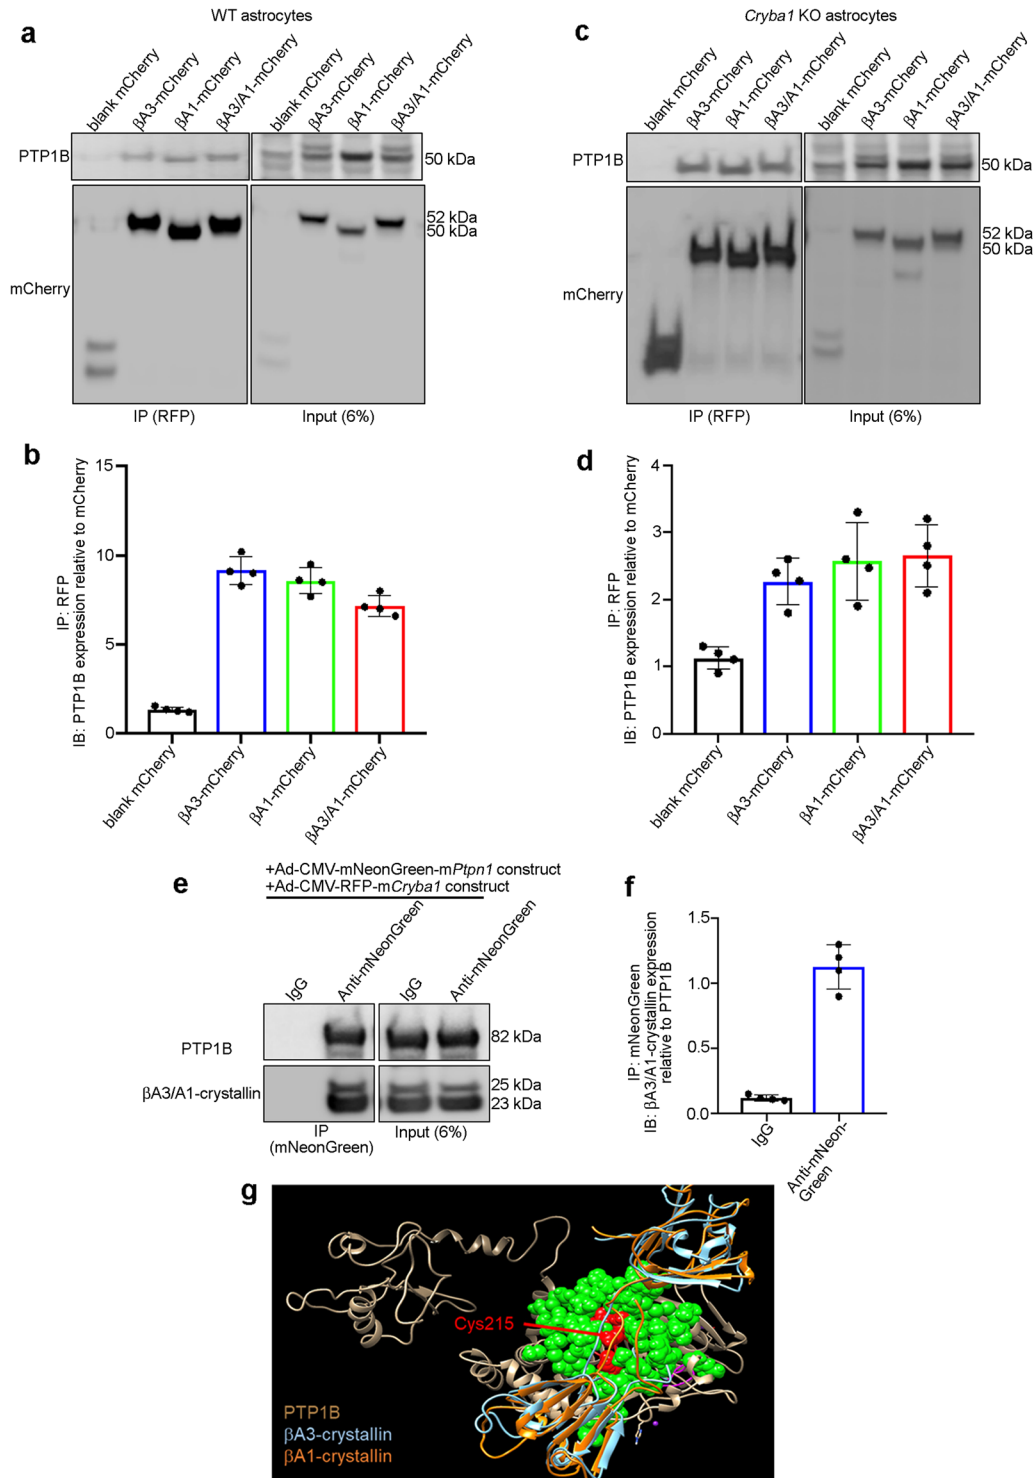 a
WT astrocytes
blank mCherry
βA3-mCherry
βA1-mCherry
βA3/A1-mCherry
blank mCherry
βA3-mCherry
βA1-mCherry
βA3/A1-mCherry
PTP1B
50 kDa
mCherry
52 kDa
50 kDa
IP (RFP)
Input (6%)
c
Cryba1 KO astrocytes
blank mCherry
βA3-mCherry
βA1-mCherry
βA3/A1-mCherry
blank mCherry
βA3-mCherry
βA1-mCherry
βA3/A1-mCherry
PTP1B
50 kDa
mCherry
52 kDa
50 kDa
IP (RFP)
Input (6%)
b
IP: RFP
IB: PTP1B expression relative to mCherry
15
10
5
0
blank mCherry
βA3-mCherry
βA1-mCherry
βA3/A1-mCherry
d
IP: RFP
IB: PTP1B expression relative to mCherry
4
3
2
1
0
blank mCherry
βA3-mCherry
βA1-mCherry
βA3/A1-mCherry
e
+Ad-CMV-mNeonGreen-mPtpn1 construct
+Ad-CMV-RFP-mCryba1 construct
IgG
Anti-mNeonGreen
IgG
Anti-mNeonGreen
PTP1B
82 kDa
βA3/A1-crystallin
25 kDa
23 kDa
IP
(mNeonGreen)
Input (6%)
f
IP: mNeonGreen
IB: βA3/A1-crystallin expression
relative to PTP1B
1.5
1.0
0.5
0.0
IgG
Anti-mNeon-
Green
g
Cys215
PTP1B
βA3-crystallin
βA1-crystallin